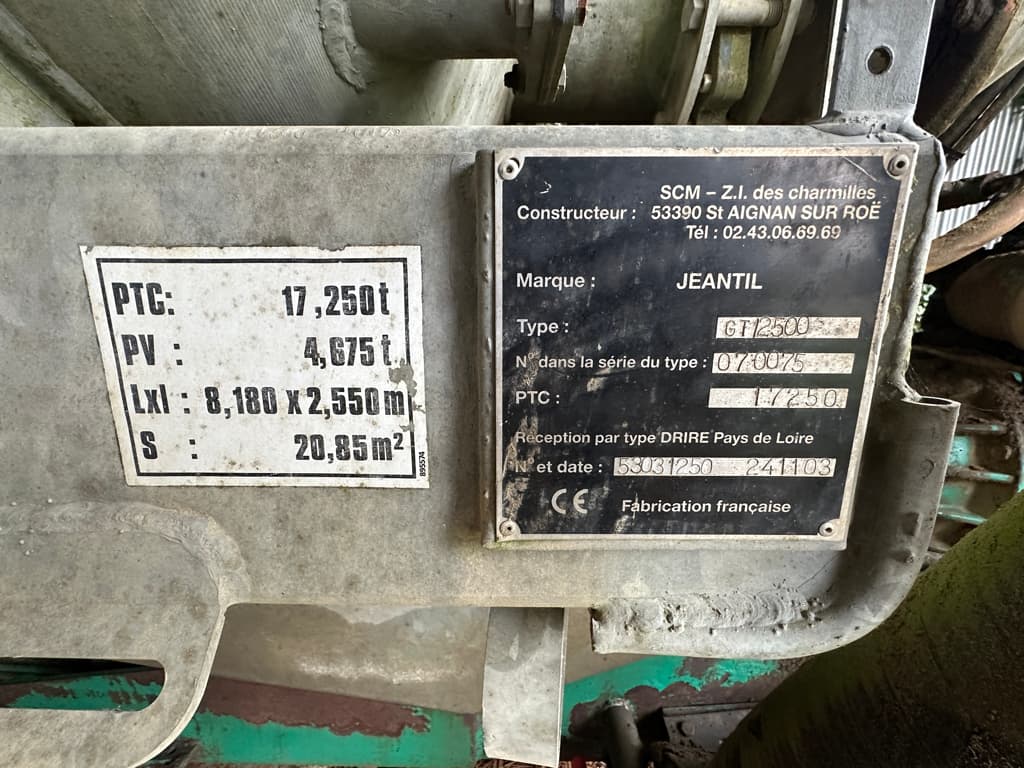 PTC: 17,250t
PV : 4,675t
Lxl : 8,180 x 2,550m
S : 20,85m²
895574
SCM – Z.I. des charmilles
Constructeur : 53390 St AIGNAN SUR ROË
Tél : 02.43.06.69.69
Marque : JEANTIL
Type : GT12500
N° dans la série du type : 070075
PTC : 17250
Réception par type DRIRE Pays de Loire
N° et date : 53031250 241103
CE Fabrication française